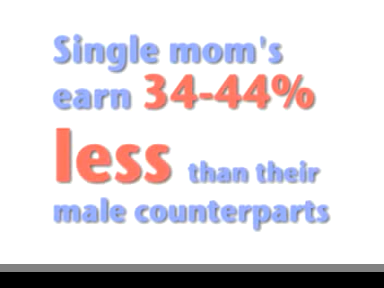 Single mom's
earn 34-44%
less than their
male counterparts